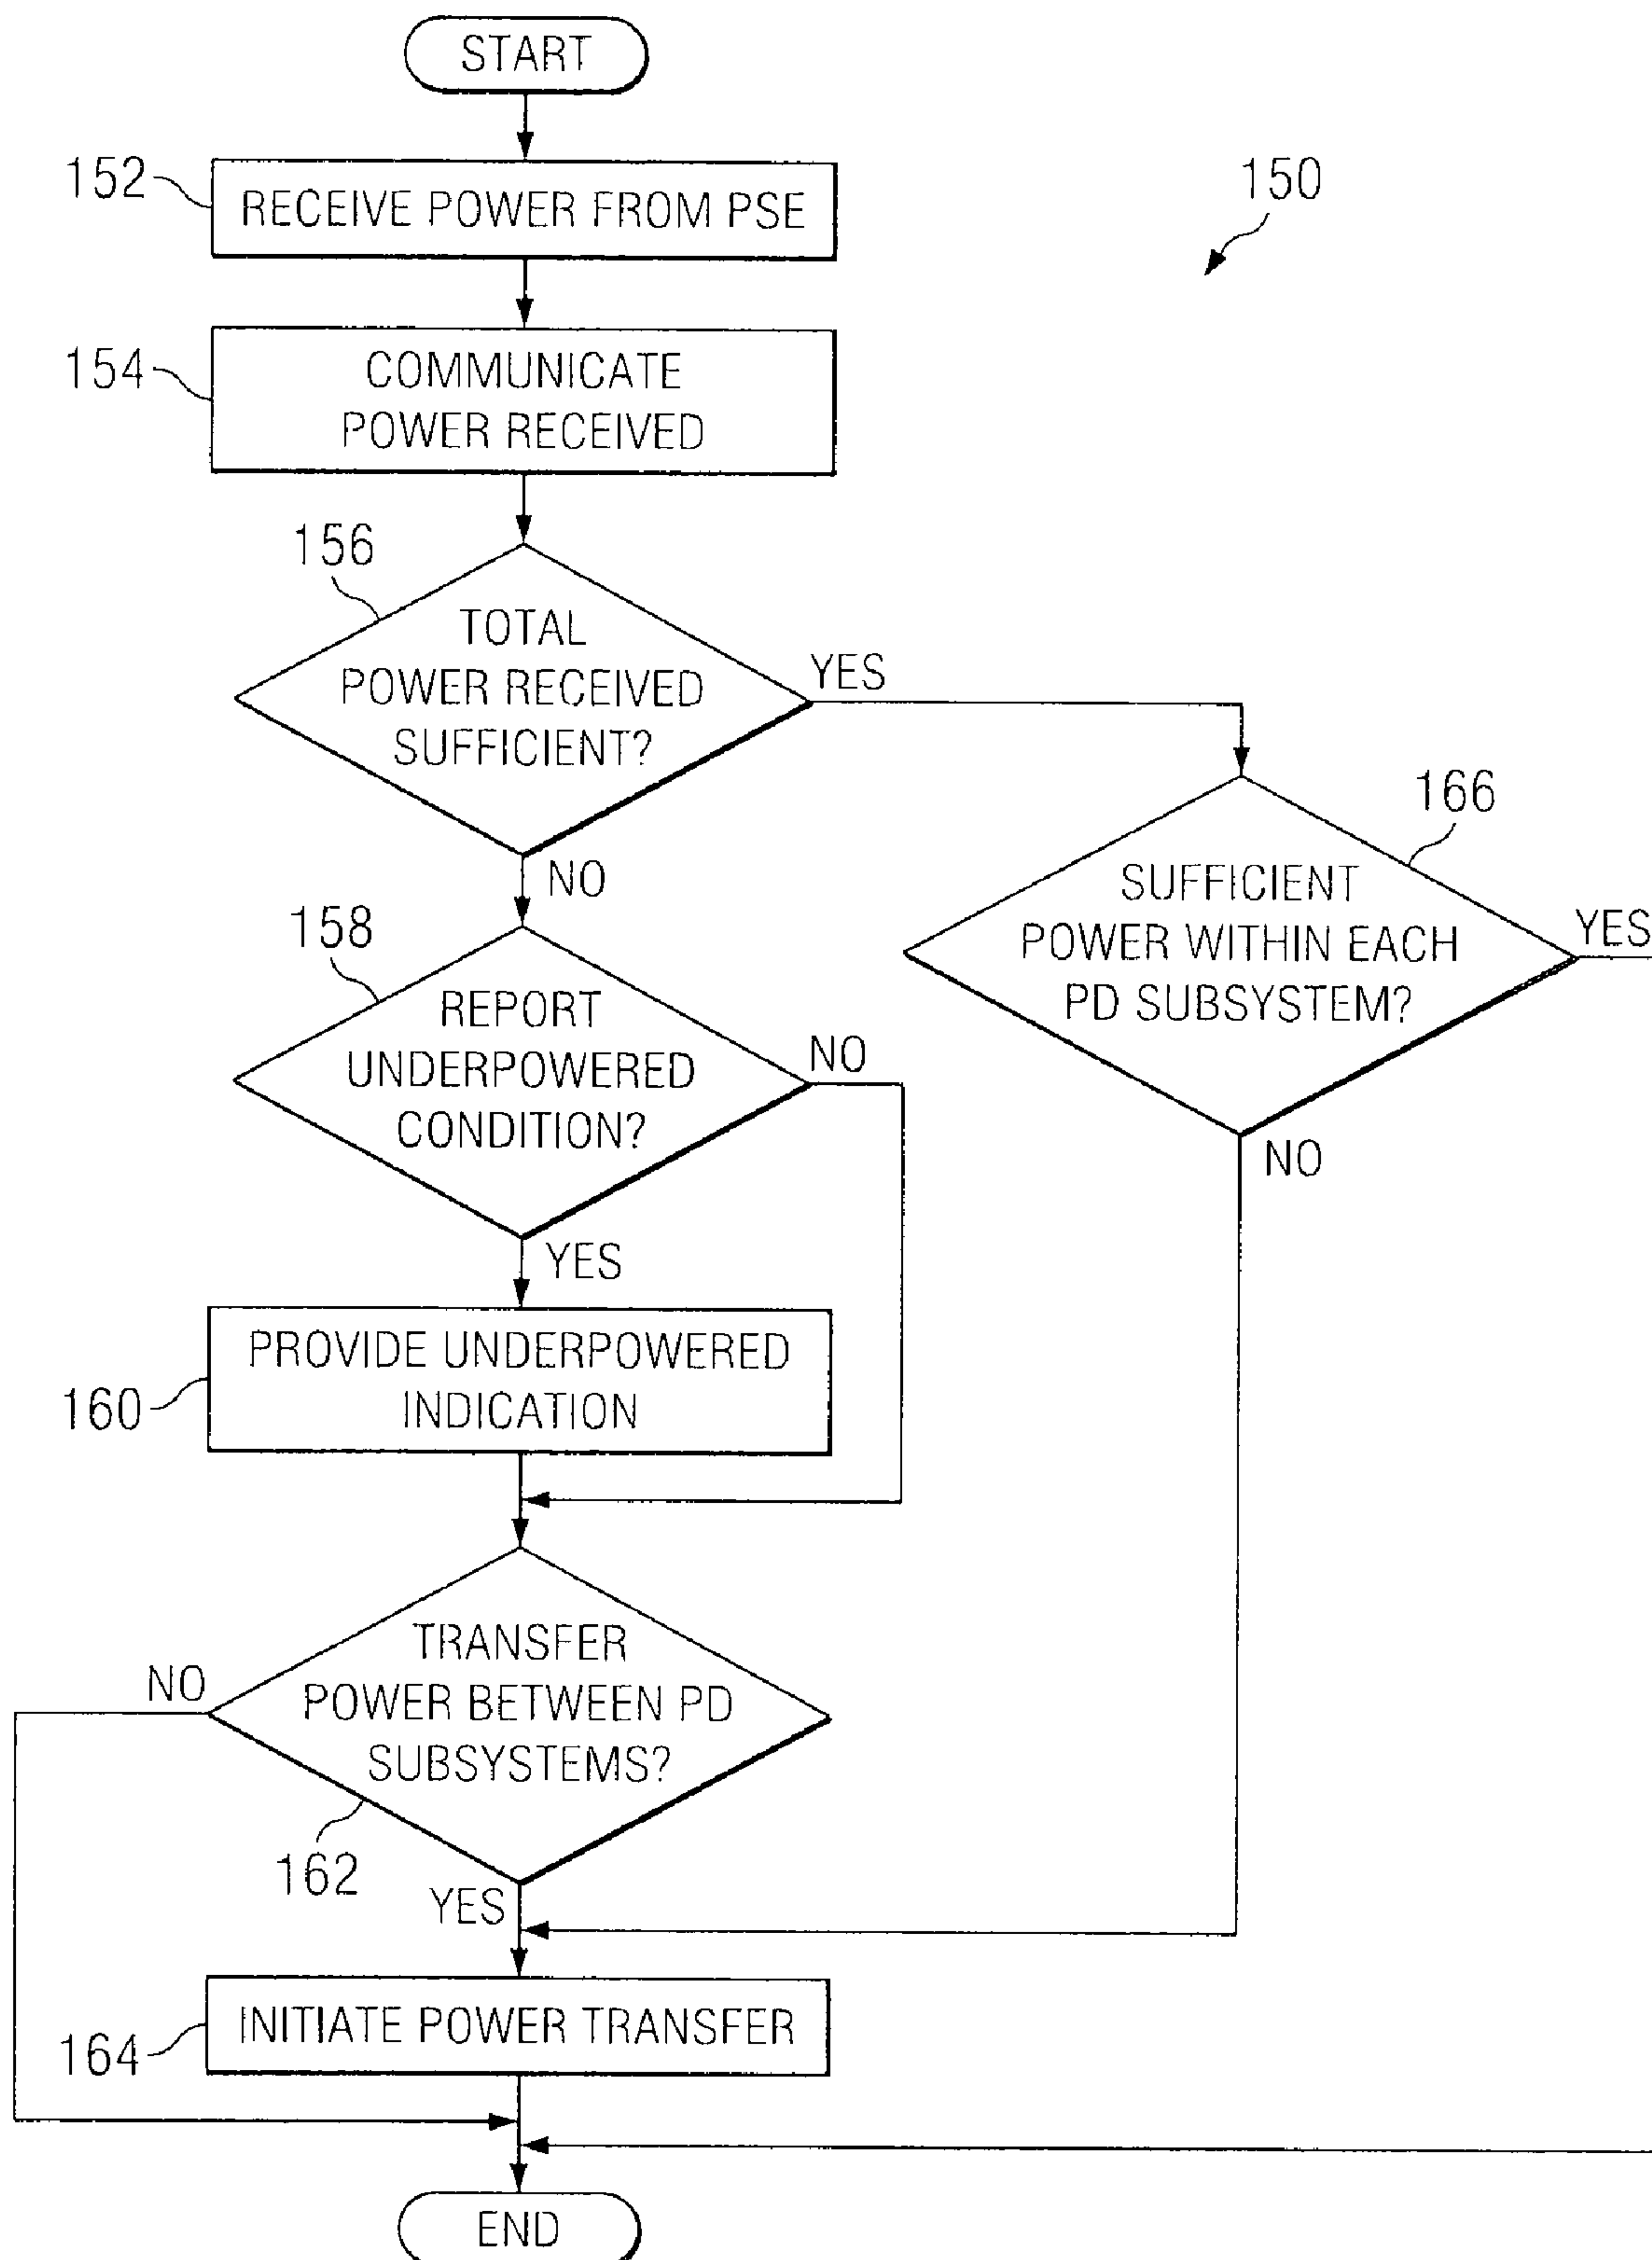 START
152
RECEIVE POWER FROM PSE
150
154
COMMUNICATE
POWER RECEIVED
156
TOTAL
POWER RECEIVED
SUFFICIENT?
YES
NO
166
SUFFICIENT
POWER WITHIN EACH
PD SUBSYSTEM?
YES
NO
158
REPORT
UNDERPOWERED
CONDITION?
NO
YES
160
PROVIDE UNDERPOWERED
INDICATION
TRANSFER
POWER BETWEEN PD
SUBSYSTEMS?
NO
162
YES
164
INITIATE POWER TRANSFER
END